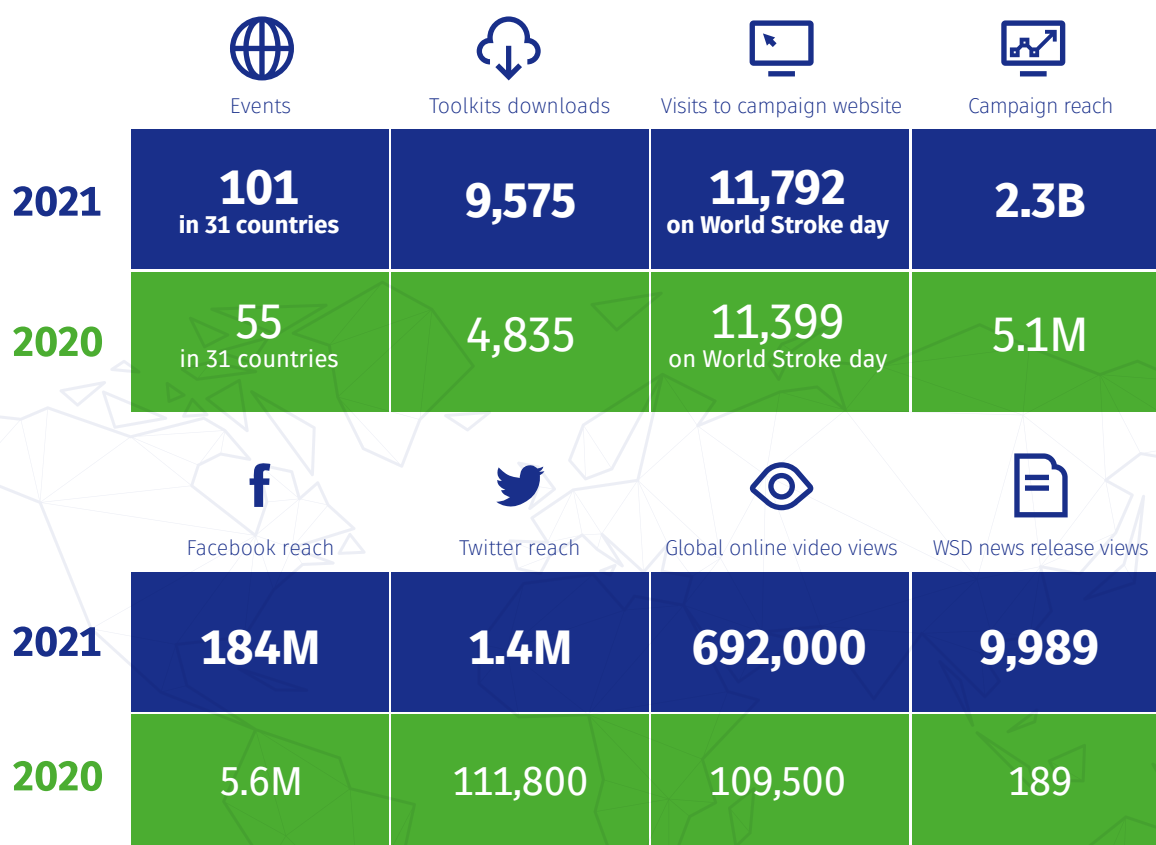 Events
Toolkits downloads
Visits to campaign website
Campaign reach
2021
101
in 31 countries
9,575
11,792
on World Stroke day
2.3B
2020
55
in 31 countries
4,835
11,399
on World Stroke day
5.1M
Facebook reach
Twitter reach
Global online video views
WSD news release views
2021
184M
1.4M
692,000
9,989
2020
5.6M
111,800
109,500
189